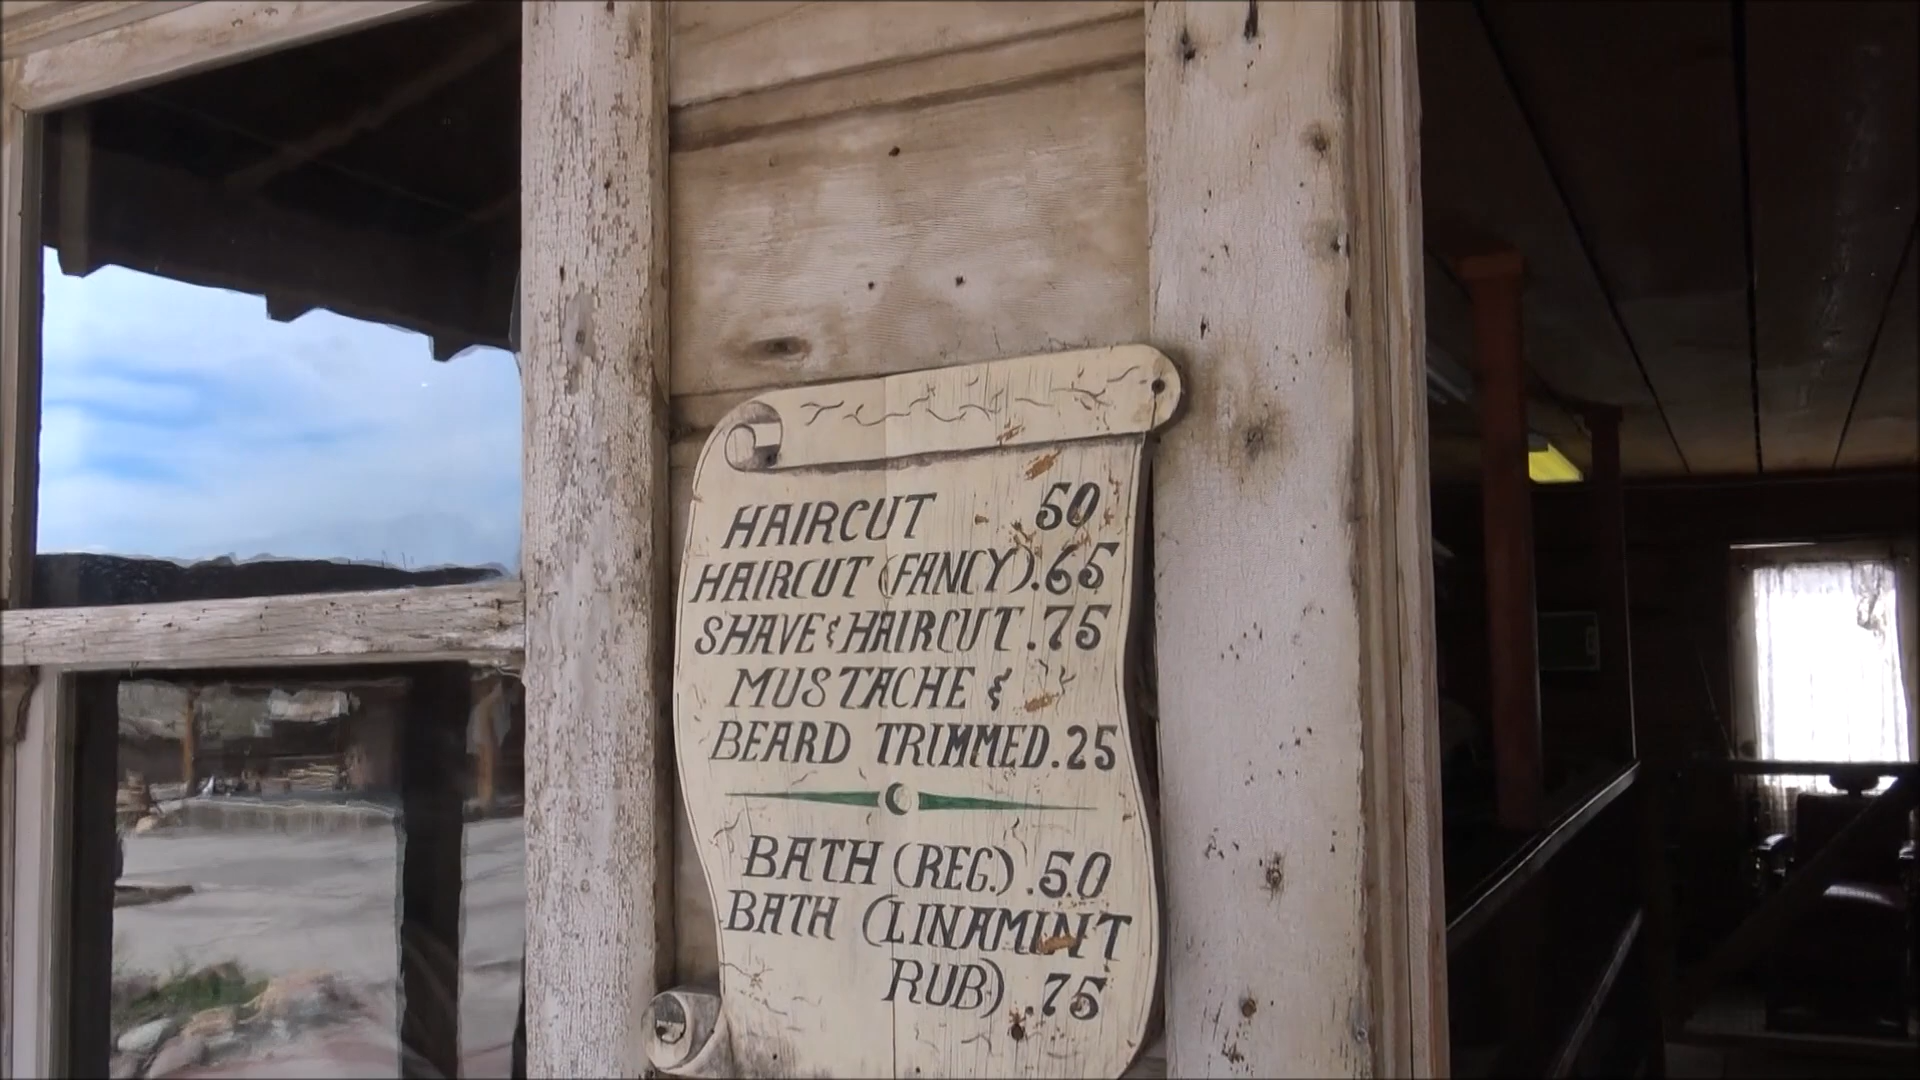 HAIRCUT 50
HAIRCUT (FANCY) .65
SHAVE & HAIRCUT .75
MUSTACHE &
BEARD TRIMMED .25
BATH (REG.) .50
BATH (LINAMINT
RUB) .75